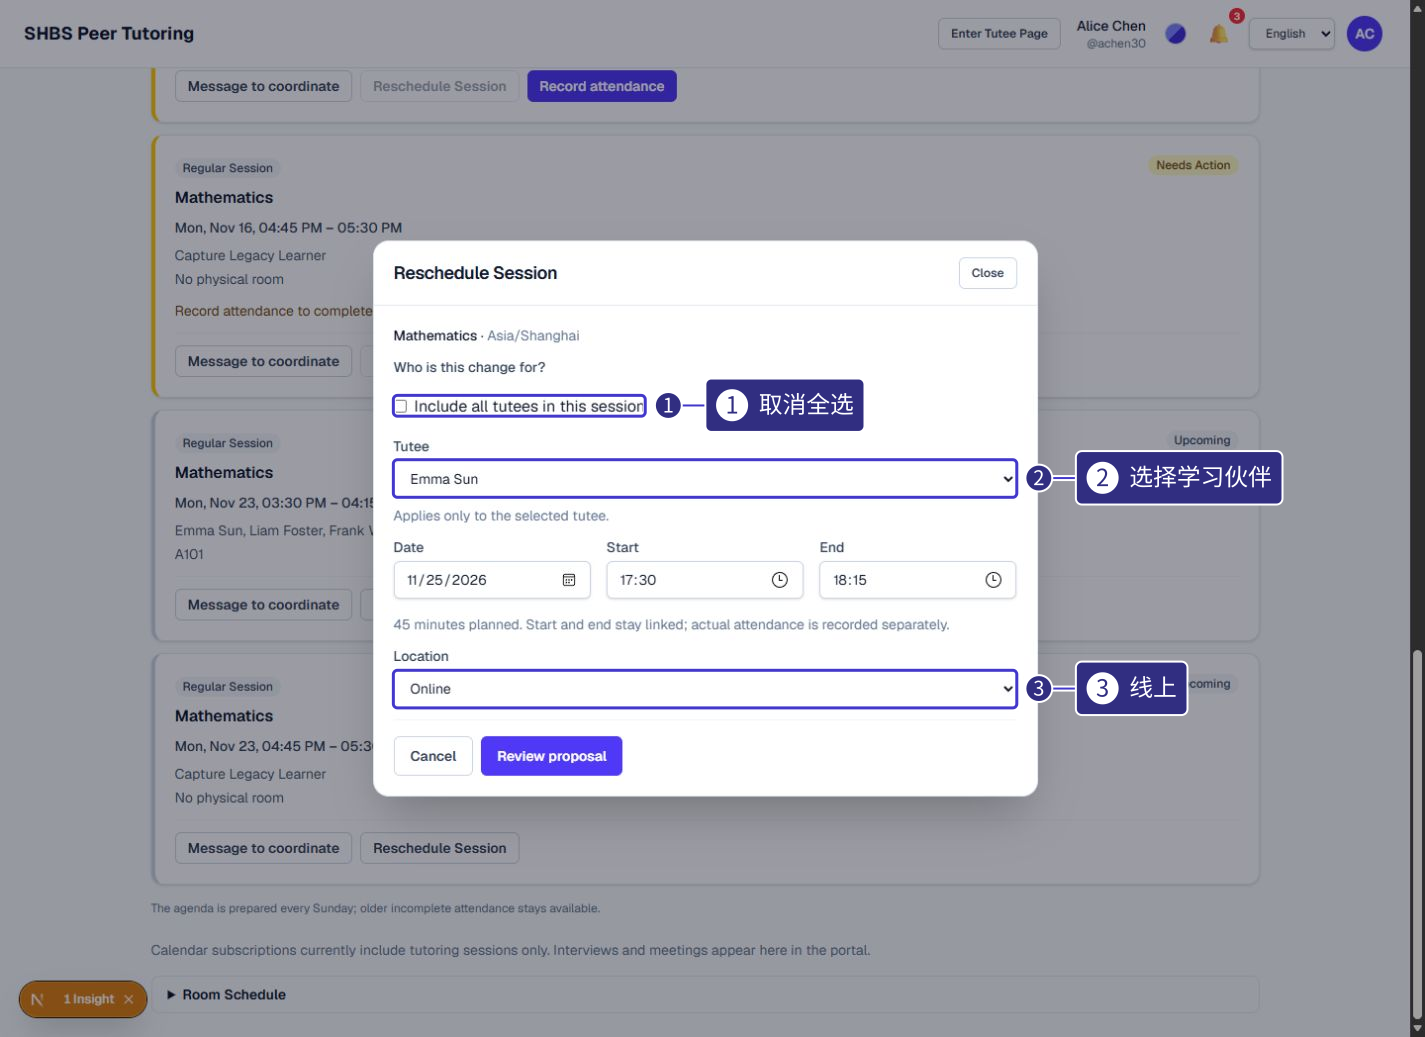 SHBS Peer Tutoring
Enter Tutee Page
Alice Chen
@achen30
3
English
AC
Message to coordinate
Reschedule Session
Record attendance
Regular Session
Needs Action
Mathematics
Mon, Nov 16, 04:45 PM – 05:30 PM
Capture Legacy Learner
No physical room
Record attendance to complete
Message to coordinate
Regular Session
Upcoming
Mathematics
Mon, Nov 23, 03:30 PM – 04:15
Emma Sun, Liam Foster, Frank
A101
Message to coordinate
Regular Session
coming
Mathematics
Mon, Nov 23, 04:45 PM – 05:3
Capture Legacy Learner
No physical room
Message to coordinate
Reschedule Session
Reschedule Session
Close
Mathematics · Asia/Shanghai
Who is this change for?
Include all tutees in this session
1
1 取消全选
Tutee
Emma Sun
2
2 选择学习伙伴
Applies only to the selected tutee.
Date
Start
End
11/25/2026
17:30
18:15
45 minutes planned. Start and end stay linked; actual attendance is recorded separately.
Location
Online
3
3 线上
Cancel
Review proposal
The agenda is prepared every Sunday; older incomplete attendance stays available.
Calendar subscriptions currently include tutoring sessions only. Interviews and meetings appear here in the portal.
N 1 Insight ×
Room Schedule